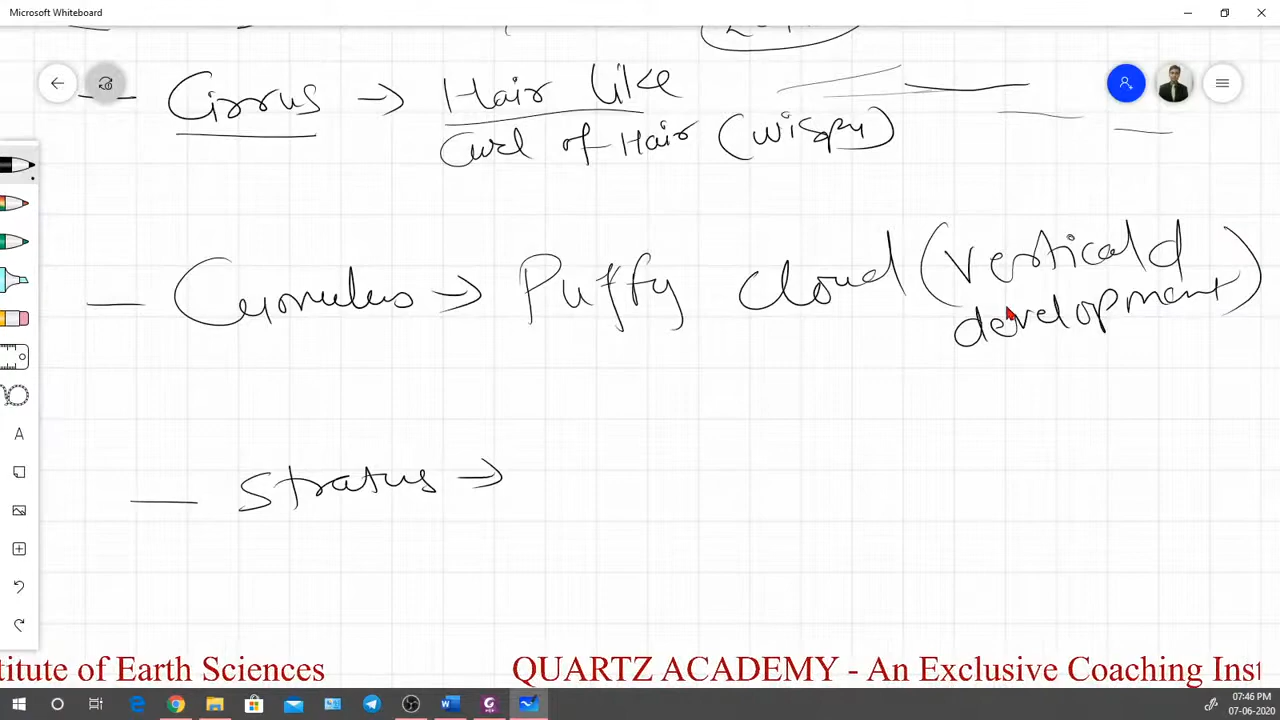 Microsoft Whiteboard
— Cirrus → Hair like
Curl of Hair (Wispy)
— Cumulus → Puffy cloud (Vertical d
development)
— Stratus →
A
titute of Earth Sciences QUARTZ ACADEMY - An Exclusive Coaching Inst
07:46 PM
07-06-2020